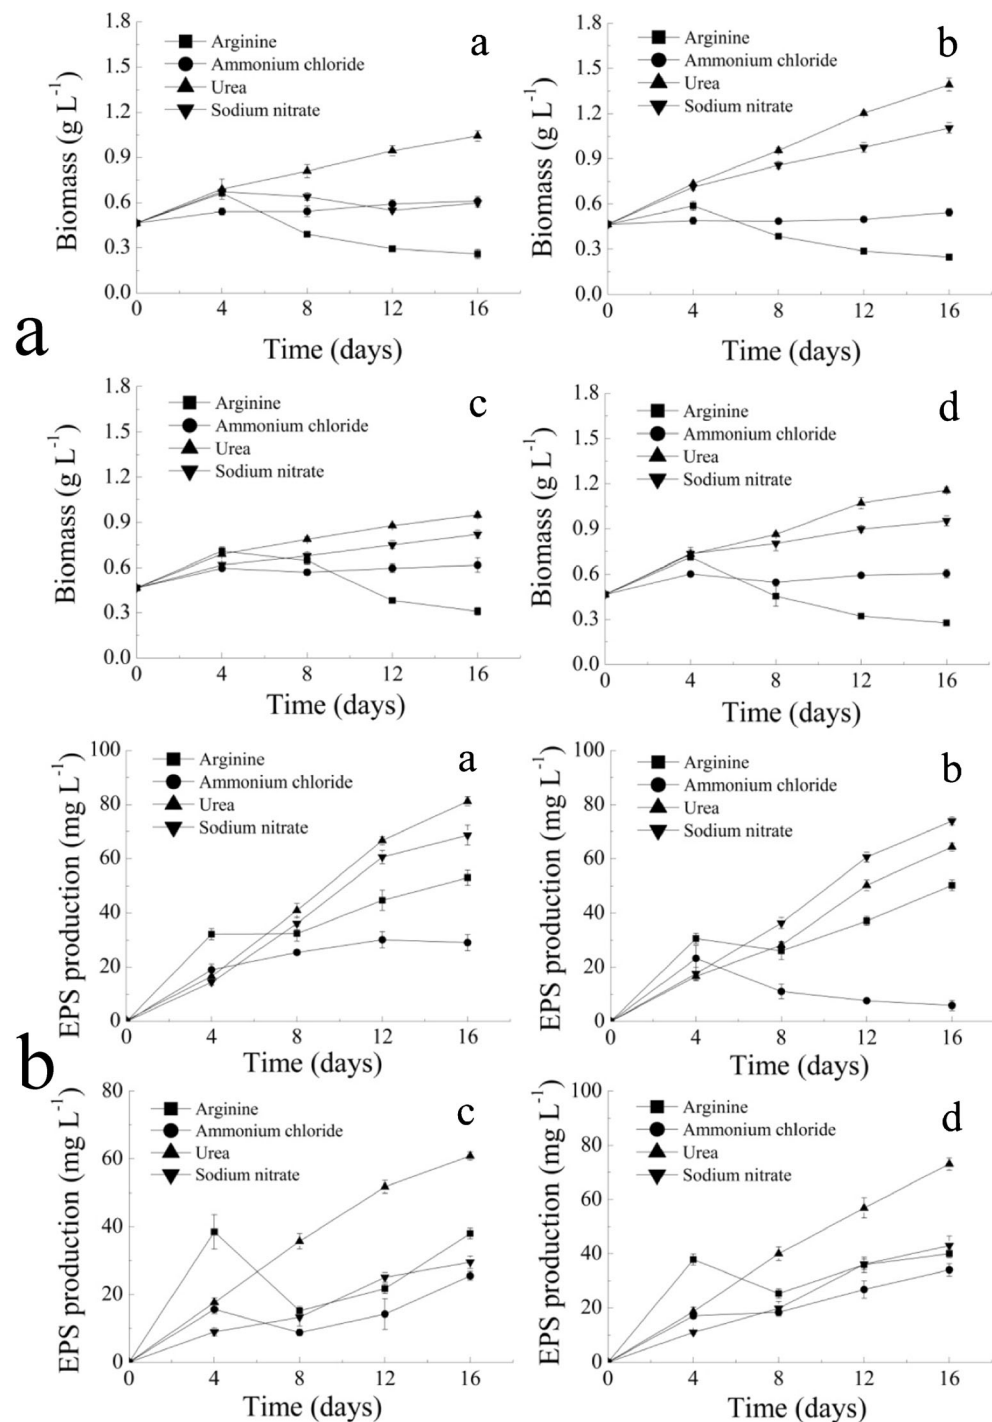 a
Biomass (g L-1)
1.8
1.5
1.2
0.9
0.6
0.3
0.0
Arginine
Ammonium chloride
Urea
Sodium nitrate
a
0 4 8 12 16
Time (days)
Biomass (g L-1)
1.8
1.5
1.2
0.9
0.6
0.3
0.0
Arginine
Ammonium chloride
Urea
Sodium nitrate
b
0 4 8 12 16
Time (days)
Biomass (g L-1)
1.8
1.5
1.2
0.9
0.6
0.3
0.0
Arginine
Ammonium chloride
Urea
Sodium nitrate
c
0 4 8 12 16
Time (days)
Biomass (g L-1)
1.8
1.5
1.2
0.9
0.6
0.3
0.0
Arginine
Ammonium chloride
Urea
Sodium nitrate
d
0 4 8 12 16
Time (days)
b
EPS production (mg L-1)
100
80
60
40
20
0
Arginine
Ammonium chloride
Urea
Sodium nitrate
a
0 4 8 12 16
Time (days)
EPS production (mg L-1)
100
80
60
40
20
0
Arginine
Ammonium chloride
Urea
Sodium nitrate
b
0 4 8 12 16
Time (days)
EPS production (mg L-1)
80
60
40
20
0
Arginine
Ammonium chloride
Urea
Sodium nitrate
c
0 4 8 12 16
Time (days)
EPS production (mg L-1)
100
80
60
40
20
0
Arginine
Ammonium chloride
Urea
Sodium nitrate
d
0 4 8 12 16
Time (days)